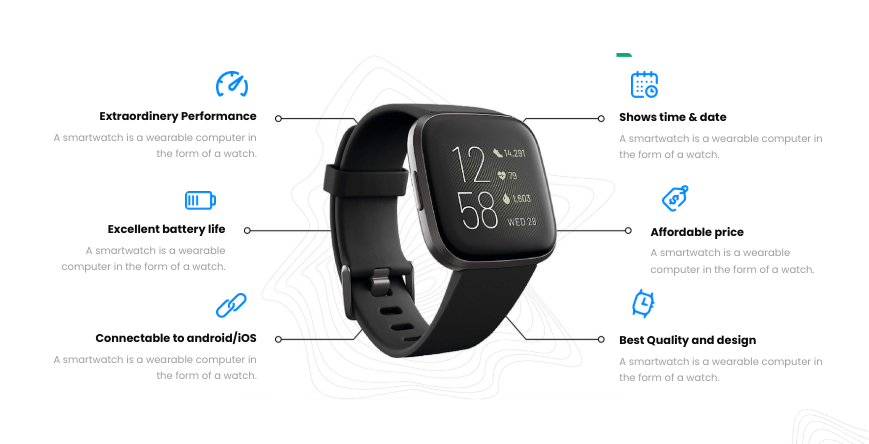 Extraordinery Performance
A smartwatch is a wearable computer in
the form of a watch.
Excellent battery life
A smartwatch is a wearable
computer in the form of a watch.
Connectable to android/iOS
A smartwatch is a wearable computer in
the form of a watch.
12
58
14,291
79
1,603
WED 28
Shows time & date
A smartwatch is a wearable computer in
the form of a watch.
Affordable price
A smartwatch is a wearable
computer in the form of a watch.
Best Quality and design
A smartwatch is a wearable computer in
the form of a watch.